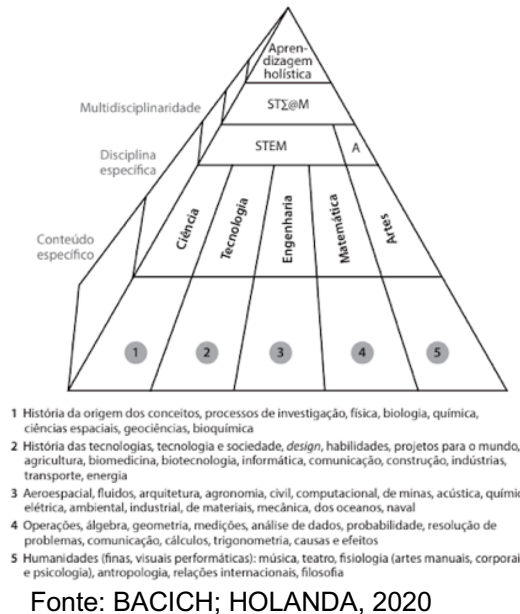 Apren-
dizagem
holística
Multidisciplinaridade
STΣ@M
Disciplina
específica
STEM
A
Conteúdo
específico
Ciência
Tecnologia
Engenharia
Matemática
Artes
1
2
3
4
5
1 História da origem dos conceitos, processos de investigação, física, biologia, química,
ciências espaciais, geociências, bioquímica
2 História das tecnologias, tecnologia e sociedade, design, habilidades, projetos para o mundo,
agricultura, biomedicina, biotecnologia, informática, comunicação, construção, indústrias,
transporte, energia
3 Aeroespacial, fluidos, arquitetura, agronomia, civil, computacional, de minas, acústica, químic
elétrica, ambiental, industrial, de materiais, mecânica, dos oceanos, naval
4 Operações, álgebra, geometria, medições, análise de dados, probabilidade, resolução de
problemas, comunicação, cálculos, trigonometria, causas e efeitos
5 Humanidades (finas, visuais performáticas): música, teatro, fisiologia (artes manuais, corporai
e psicologia), antropologia, relações internacionais, filosofia
Fonte: BACICH; HOLANDA, 2020